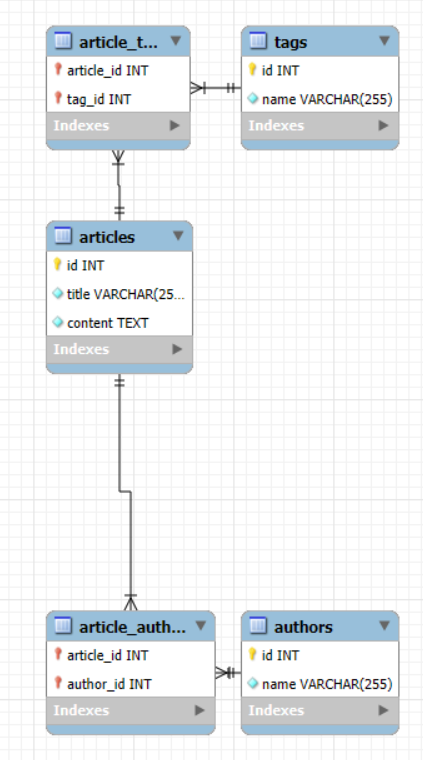 article_t...
article_id INT
tag_id INT
Indexes
tags
id INT
name VARCHAR(255)
Indexes
articles
id INT
title VARCHAR(25...
content TEXT
Indexes
article_auth...
article_id INT
author_id INT
Indexes
authors
id INT
name VARCHAR(255)
Indexes